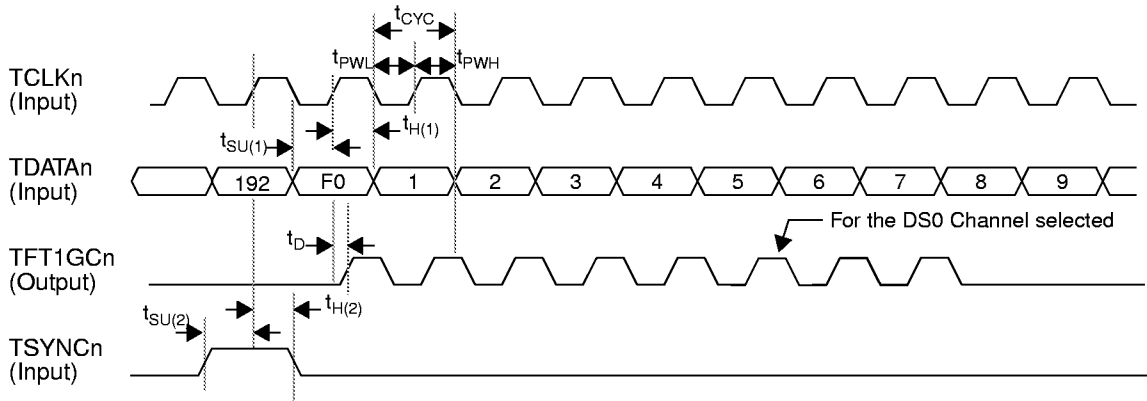 tCYC
tPWL tPWH
TCLKn
(Input)
tSU(1) tH(1)
TDATAn
(Input)
192 F0 1 2 3 4 5 6 7 8 9
For the DS0 Channel selected
tD
TFT1GCn
(Output)
tSU(2) tH(2)
TSYNCn
(Input)